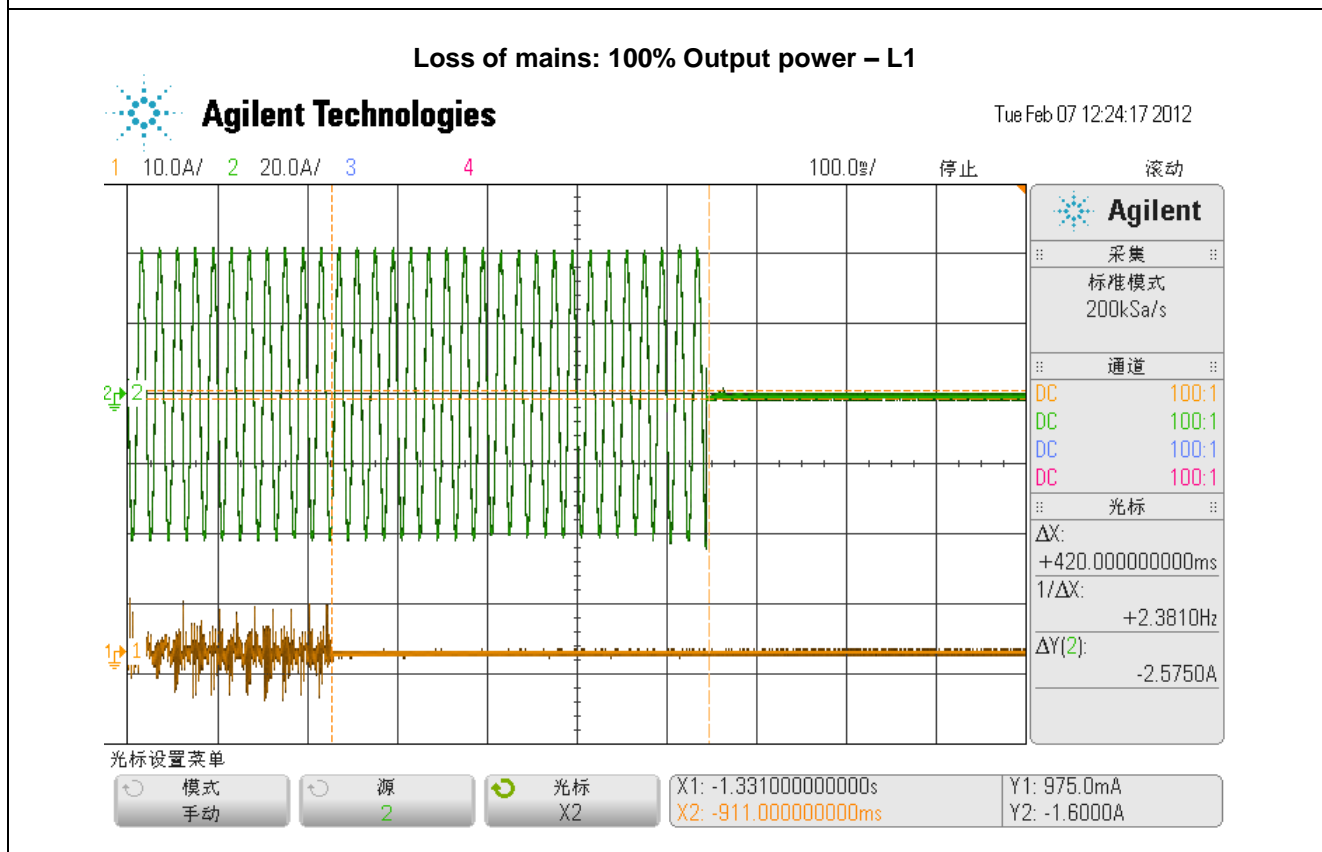 Loss of mains: 100% Output power – L1
Agilent Technologies
Tue Feb 07 12:24:17 2012
1 10.0A/ 2 20.0A/ 3 4 100.0ms/ 停止 滚动
Agilent
采集
标准模式
200kSa/s
通道
DC 100:1
DC 100:1
DC 100:1
DC 100:1
光标
ΔX:
+420.000000000ms
1/ΔX:
+2.3810Hz
ΔY(2):
-2.5750A
2 2
1 1
光标设置菜单
模式
手动
源
2
光标
X2
X1: -1.331000000000s
X2: -911.000000000ms
Y1: 975.0mA
Y2: -1.6000A